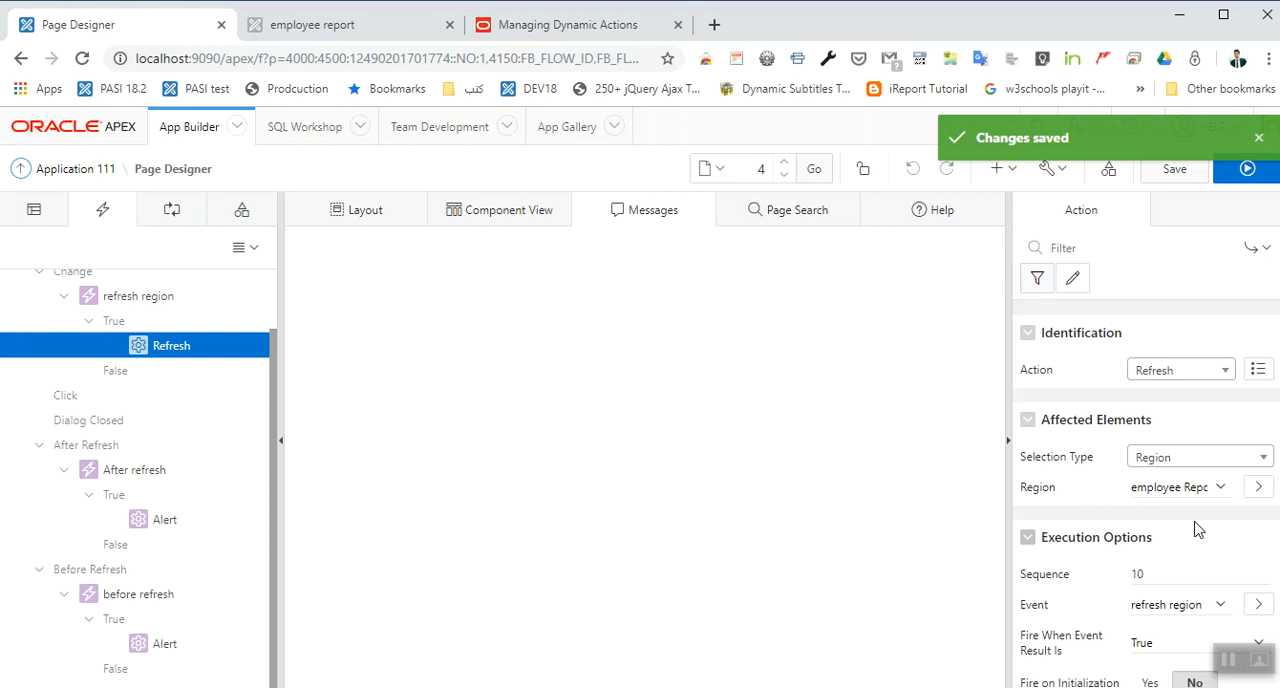 Page Designer
employee report
Managing Dynamic Actions
localhost:9090/apex/f?p=4000:4500:12490201701774::NO:1,4150:FB_FLOW_ID,FB_FL...
Apps
PASI 18.2
PASI test
Prodcuction
Bookmarks
كتب
DEV18
250+ jQuery Ajax T...
Dynamic Subtitles T...
iReport Tutorial
w3schools playit -...
»
Other bookmarks
ORACLE APEX
App Builder
SQL Workshop
Team Development
App Gallery
Changes saved
Application 111 \ Page Designer
4
Go
Save
Layout
Component View
Messages
Page Search
Help
Action
Filter
Change
refresh region
True
Refresh
False
Click
Dialog Closed
After Refresh
After refresh
True
Alert
False
Before Refresh
before refresh
True
Alert
False
Identification
Action
Refresh
Affected Elements
Selection Type
Region
Region
employee Repc
Execution Options
Sequence
10
Event
refresh region
Fire When Event
Result Is
True
Fire on Initialization
Yes
No